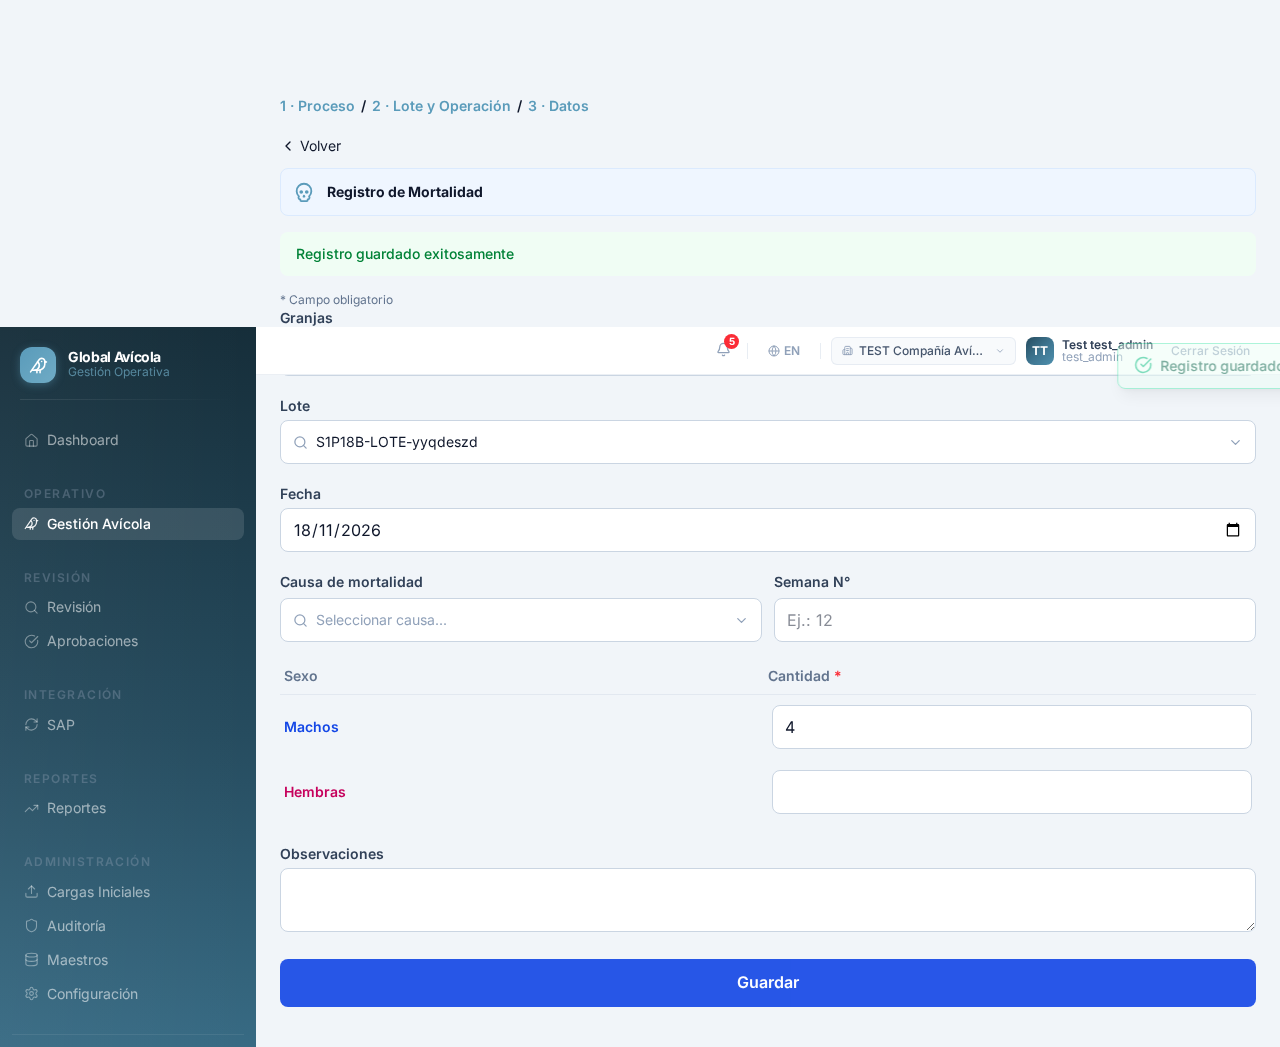 1 · Proceso / 2 · Lote y Operación / 3 · Datos
Volver
Registro de Mortalidad
Registro guardado exitosamente
* Campo obligatorio
Granjas
Global Avícola
Gestión Operativa
5
EN
TEST Compañía Aví...
TT
Test test_admin
test_admin
Cerrar Sesión
Registro guardado
Dashboard
OPERATIVO
Gestión Avícola
REVISIÓN
Revisión
Aprobaciones
INTEGRACIÓN
SAP
REPORTES
Reportes
ADMINISTRACIÓN
Cargas Iniciales
Auditoría
Maestros
Configuración
Lote
S1P18B-LOTE-yyqdeszd
Fecha
18/11/2026
Causa de mortalidad
Semana N°
Seleccionar causa...
Ej.: 12
Sexo
Cantidad *
Machos
4
Hembras
Observaciones
Guardar